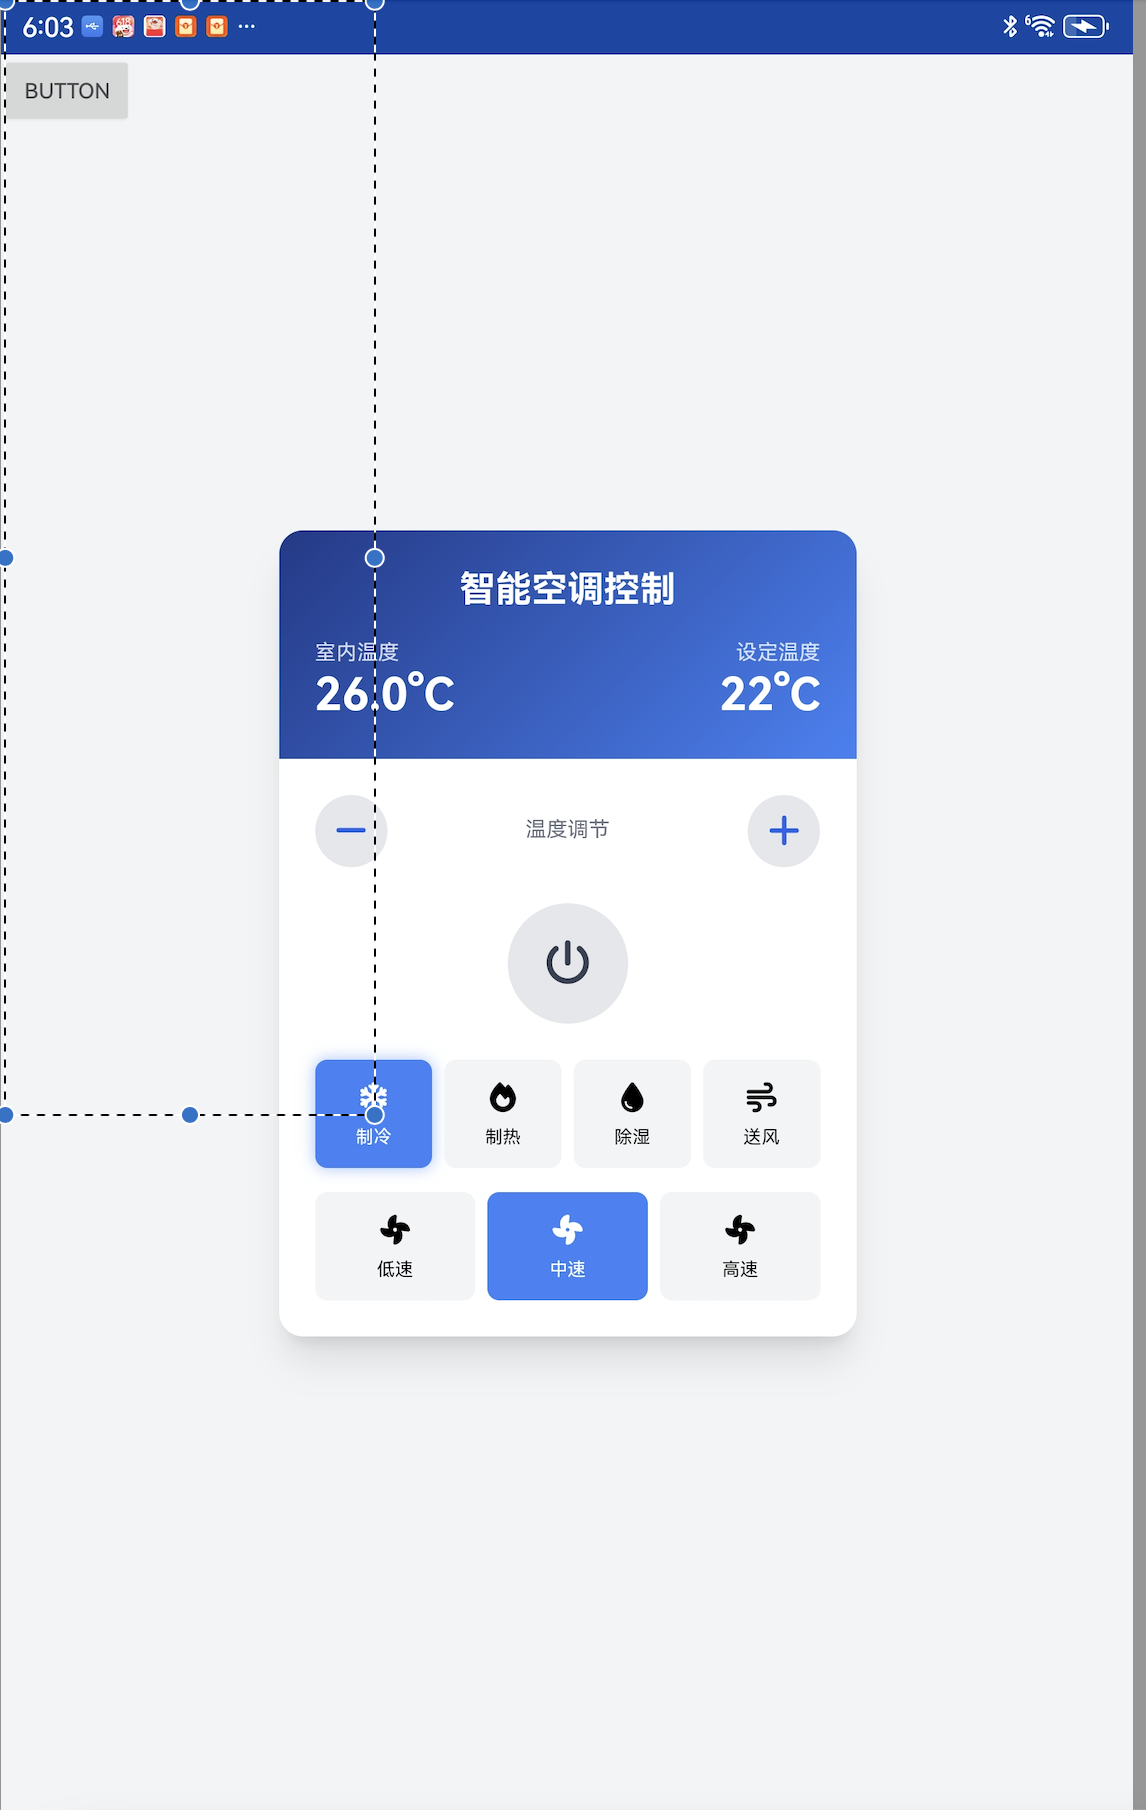 6:03
BUTTON
智能空调控制
室内温度 设定温度
26.0°C 22°C
温度调节
制冷 制热 除湿 送风
低速 中速 高速